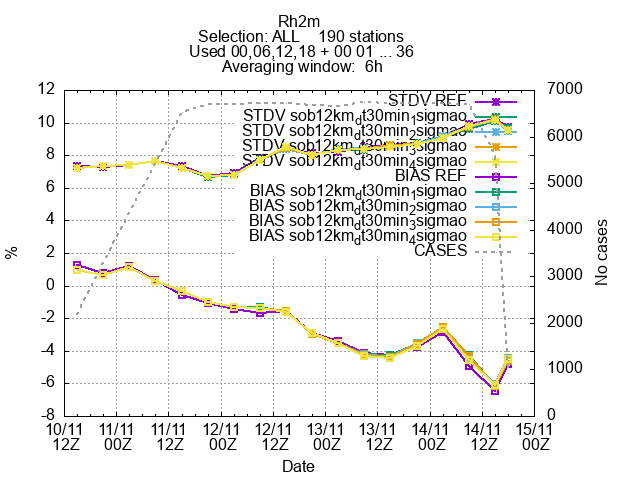 Rh2m
Selection: ALL 190 stations
Used 00,06,12,18 + 00 01 ... 36
Averaging window: 6h
STDV REF
STDV sob12km_dt30min_1sigmao
STDV sob12km_dt30min_2sigmao
STDV sob12km_dt30min_3sigmao
STDV sob12km_dt30min_4sigmao
BIAS REF
BIAS sob12km_dt30min_1sigmao
BIAS sob12km_dt30min_2sigmao
BIAS sob12km_dt30min_3sigmao
BIAS sob12km_dt30min_4sigmao
CASES
12
10
8
6
4
2
0
-2
-4
-6
-8
%
7000
6000
5000
4000
3000
2000
1000
0
No cases
10/11 11/11 11/11 12/11 12/11 13/11 13/11 14/11 14/11 15/11
12Z 00Z 12Z 00Z 12Z 00Z 12Z 00Z 12Z 00Z
Date